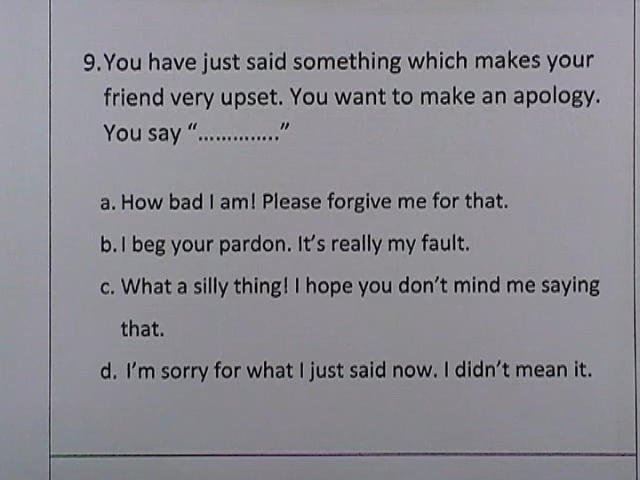 9.You have just said something which makes your
friend very upset. You want to make an apology.
You say “..............”
a. How bad I am! Please forgive me for that.
b.I beg your pardon. It’s really my fault.
c. What a silly thing! I hope you don’t mind me saying
that.
d. I’m sorry for what I just said now. I didn’t mean it.